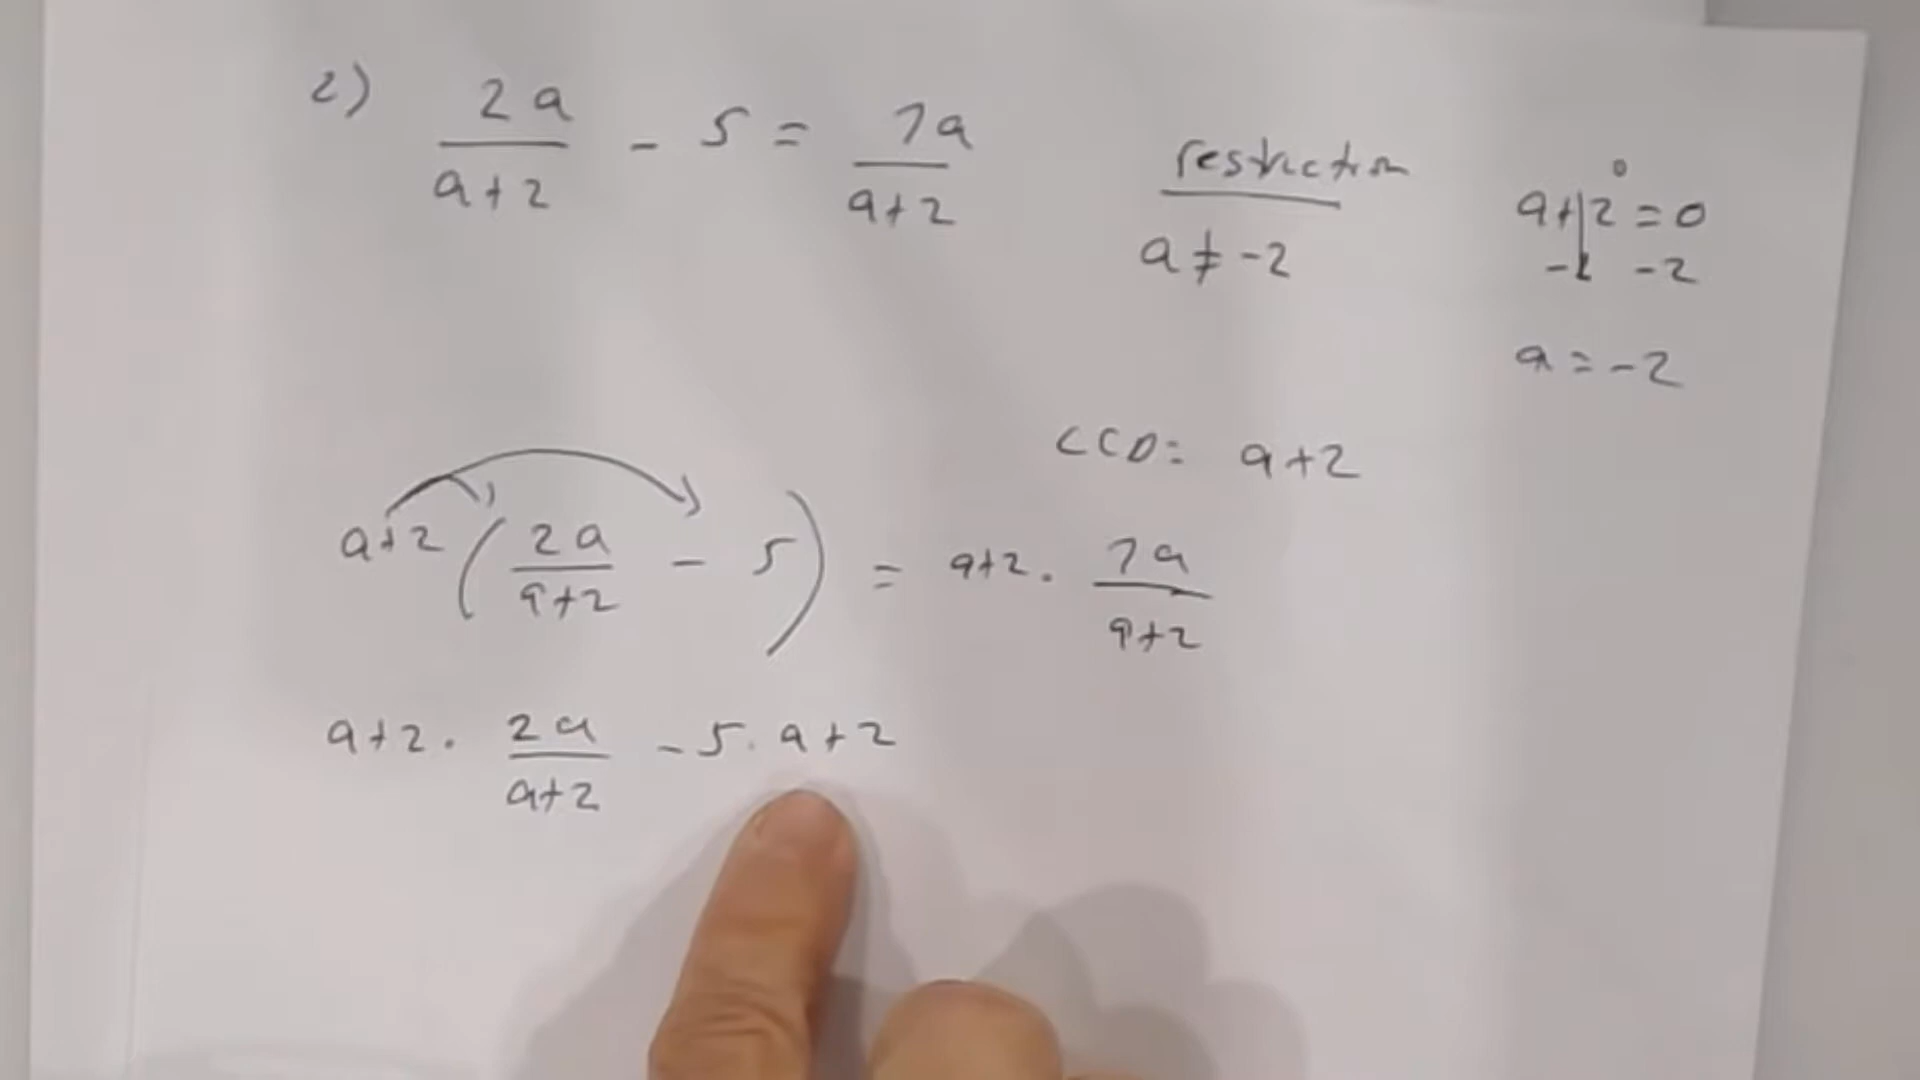 2) 2a/a+2 - 5 = 7a/a+2
restriction
a ≠ -2
a+2 = 0
-2 -2
a = -2
LCD: a+2
a+2 (2a/a+2 - 5) = a+2 · 7a/a+2
a+2 · 2a/a+2 - 5 · a+2